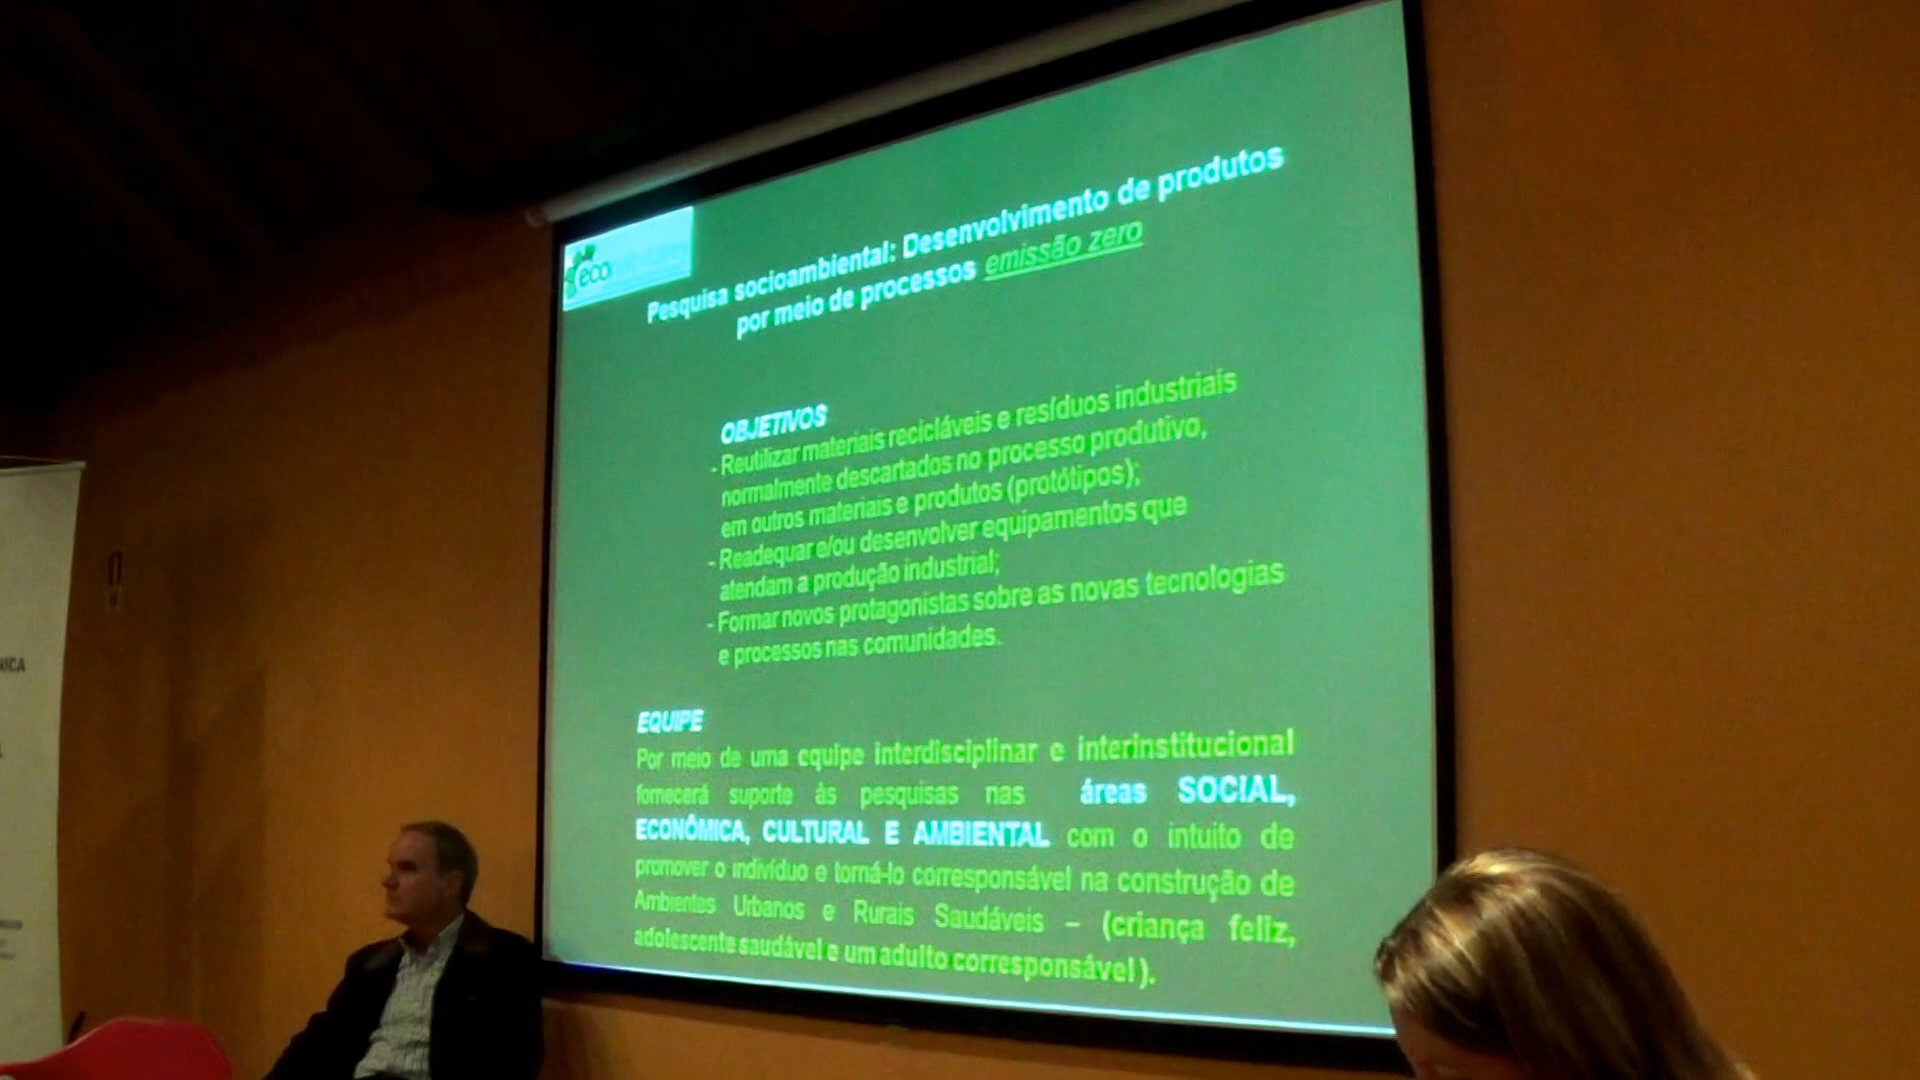 eco
Pesquisa socioambiental: Desenvolvimento de produtos
por meio de processos emissão zero
OBJETIVOS
- Reutilizar materiais recicláveis e resíduos industriais
normalmente descartados no processo produtivo,
em outros materiais e produtos (protótipos);
- Readequar e/ou desenvolver equipamentos que
atendam a produção industrial;
- Formar novos protagonistas sobre as novas tecnologias
e processos nas comunidades.
EQUIPE
Por meio de uma equipe interdisciplinar e interinstitucional
fornecerá suporte às pesquisas nas áreas SOCIAL,
ECONÔMICA, CULTURAL E AMBIENTAL com o intuito de
promover o indivíduo e torná-lo corresponsável na construção de
Ambientes Urbanos e Rurais Saudáveis – (criança feliz,
adolescente saudável e um adulto corresponsável ).
NICA